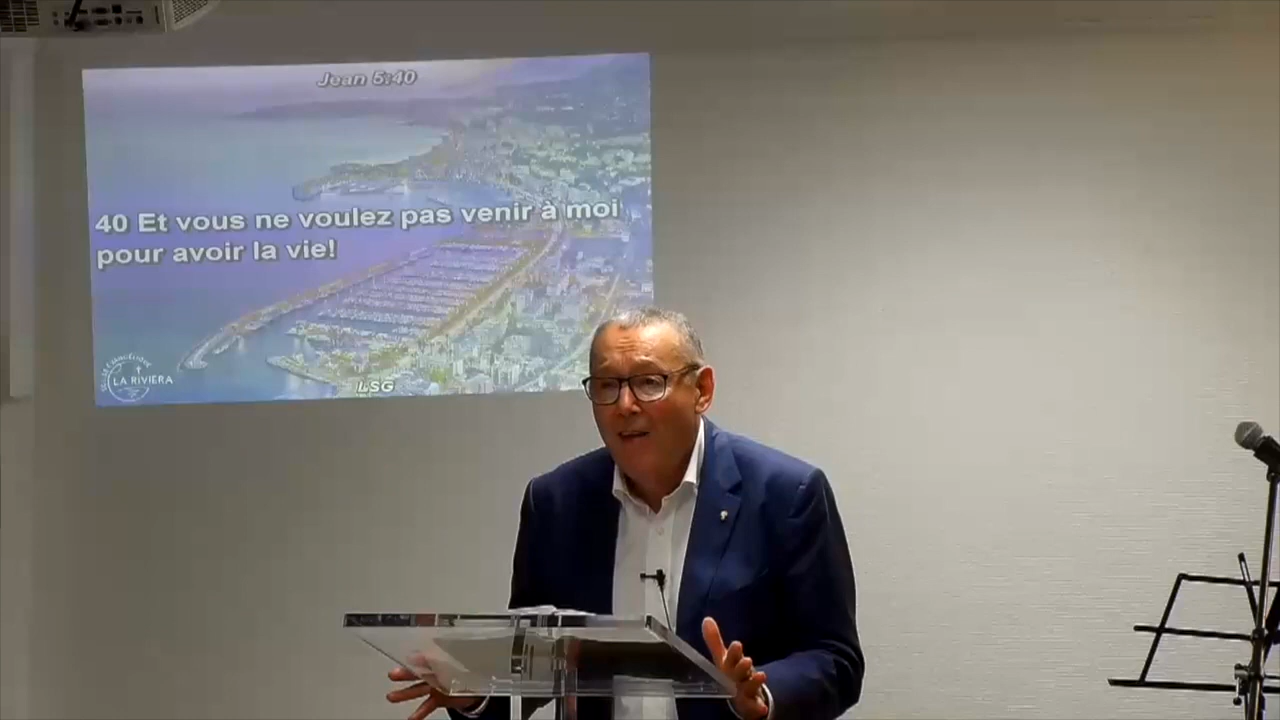 Jean 5:40
40 Et vous ne voulez pas venir à moi
pour avoir la vie!
LA RIVIERA
LSG